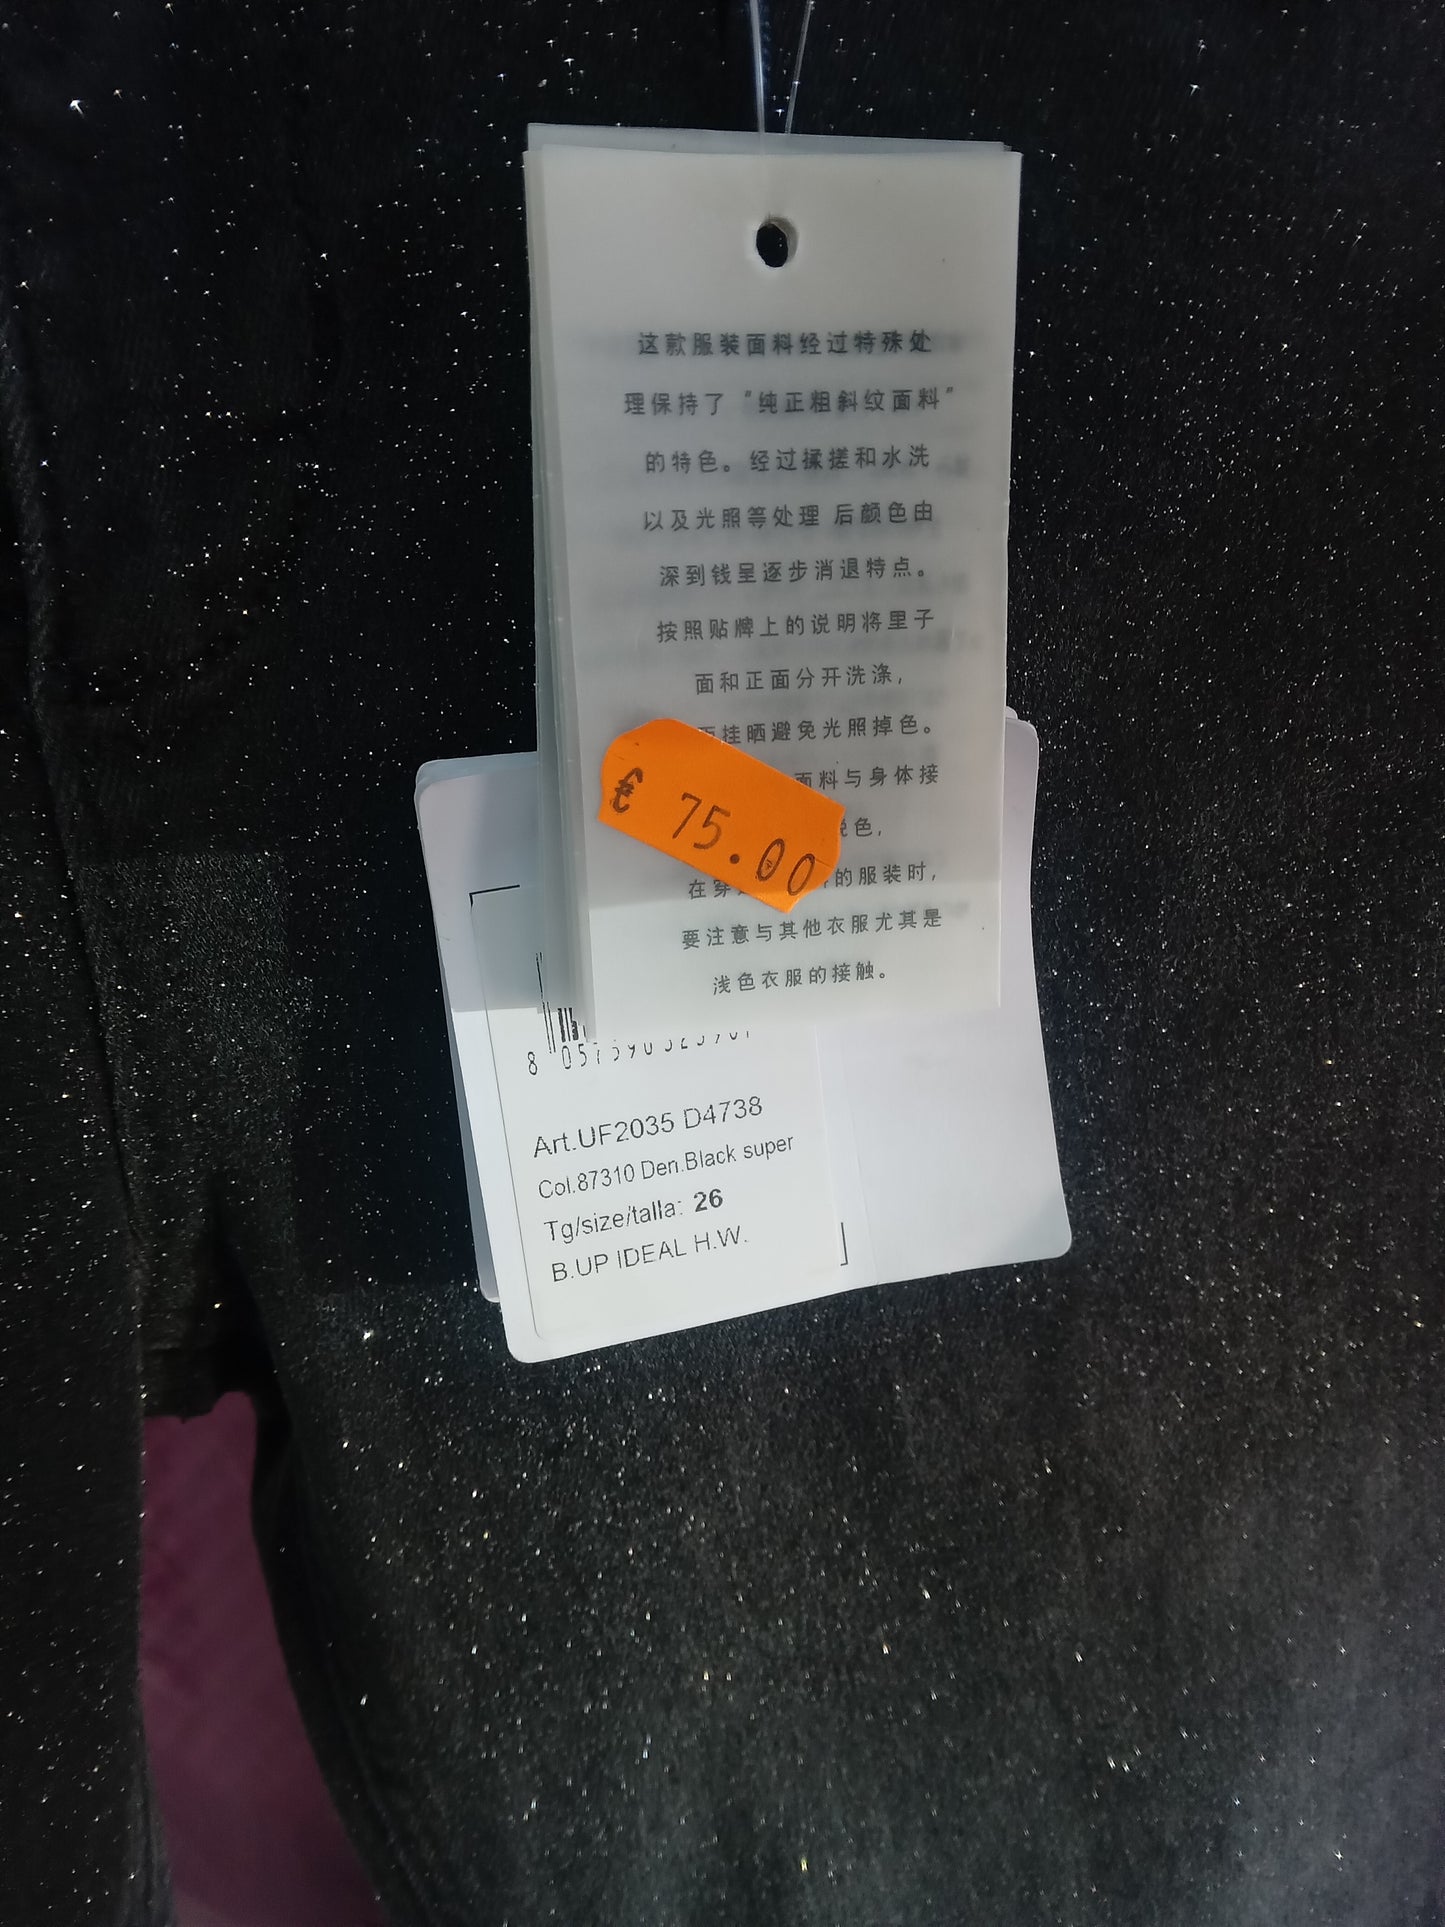 这款服装面料经过特殊处
理保持了“纯正粗斜纹面料”
的特色。经过揉搓和水洗
以及光照等处理 后颜色由
深到钱呈逐步消退特点。
按照贴牌上的说明将里子
面和正面分开洗涤,
挂晒避免光照掉色。
面料与身体接
色,
在穿 的服装时,
要注意与其他衣服尤其是
浅色衣服的接触。
€ 75.00
Art.UF2035 D4738
Col.87310 Den.Black super
Tg/size/talla: 26
B.UP IDEAL H.W.